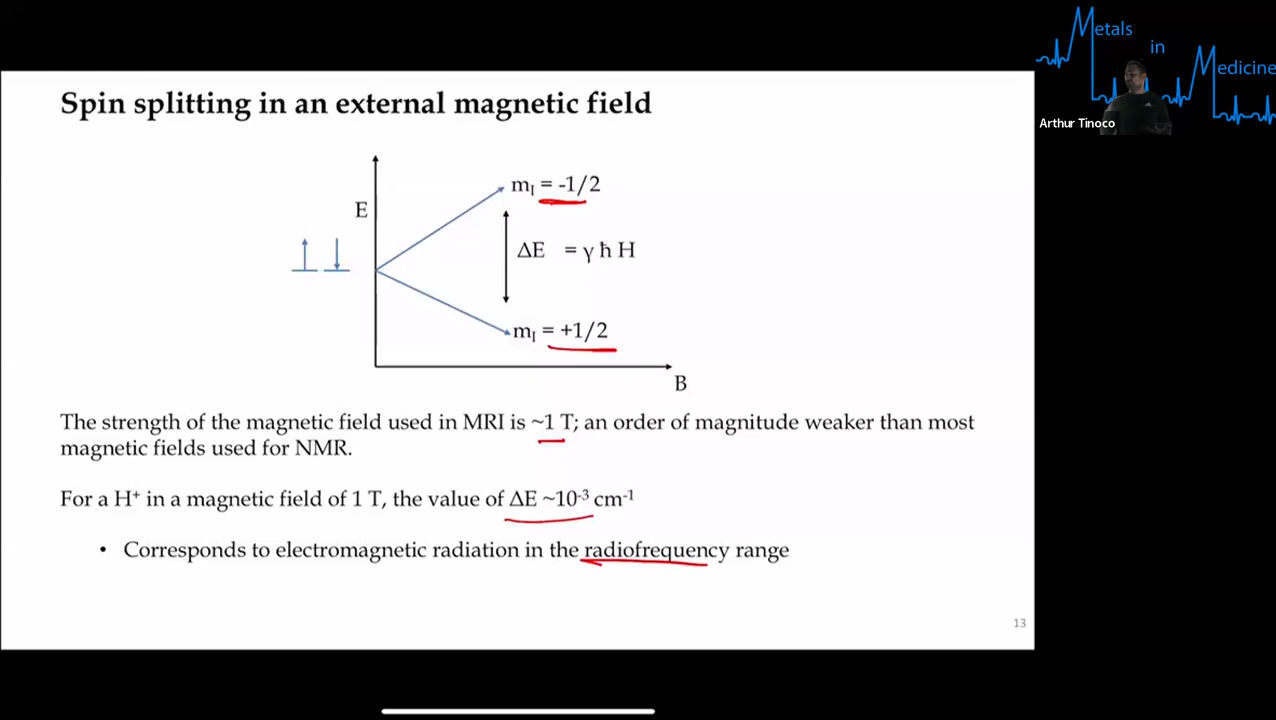 Metals
in
Medicine
Arthur Tinoco
Spin splitting in an external magnetic field
E
mI = -1/2
ΔE = γ ħ H
mI = +1/2
B
The strength of the magnetic field used in MRI is ~1 T; an order of magnitude weaker than most
magnetic fields used for NMR.
For a H⁺ in a magnetic field of 1 T, the value of ΔE ~10⁻³ cm⁻¹
• Corresponds to electromagnetic radiation in the radiofrequency range
13